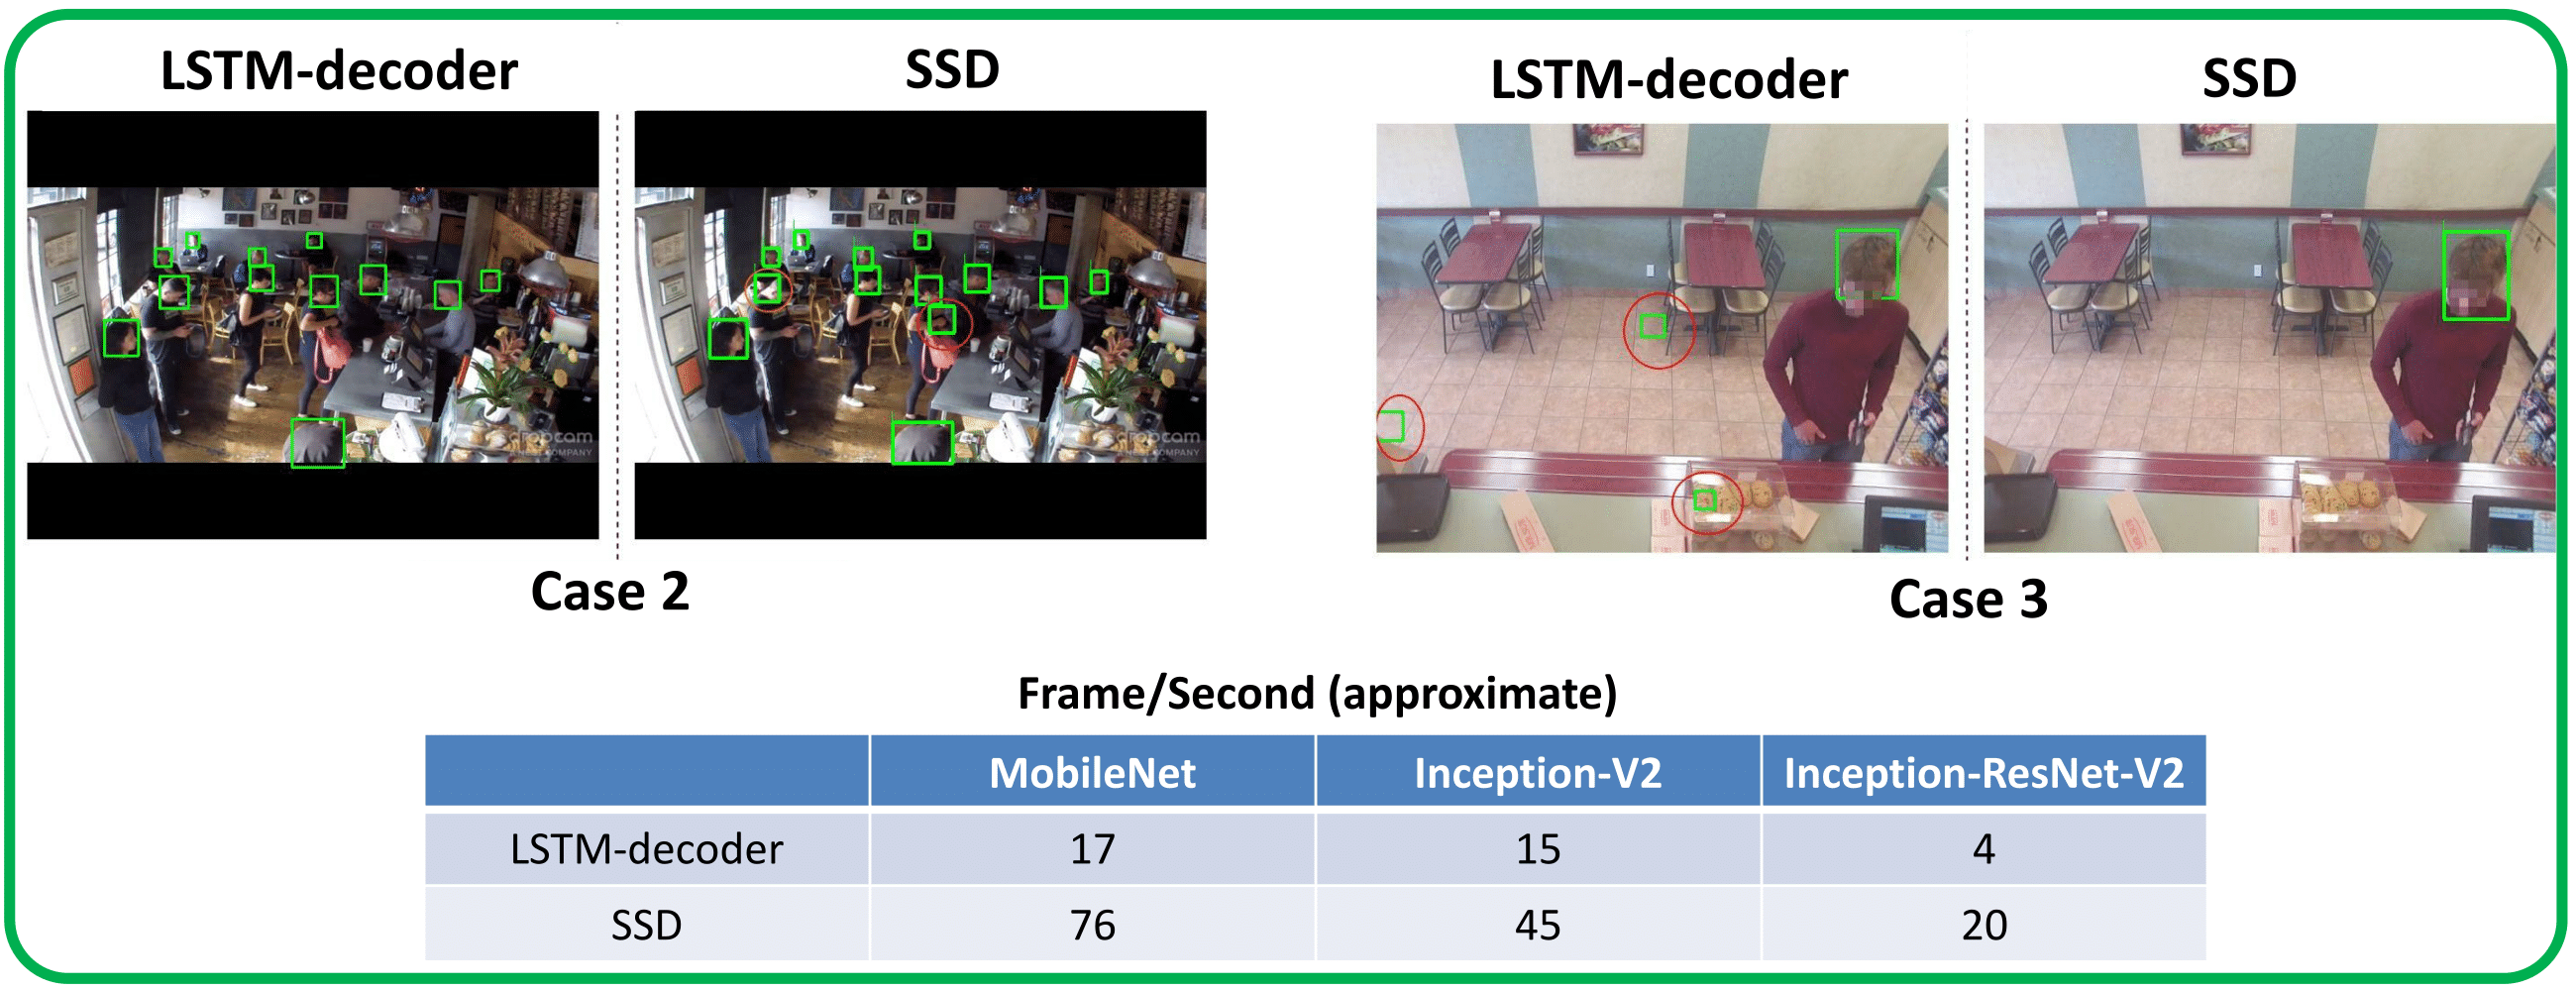 LSTM-decoder
SSD
LSTM-decoder
SSD
dropcam
A NEST COMPANY
dropcam
A NEST COMPANY
Case 2
Case 3
Frame/Second (approximate)
MobileNet Inception-V2 Inception-ResNet-V2
LSTM-decoder 17 15 4
SSD 76 45 20